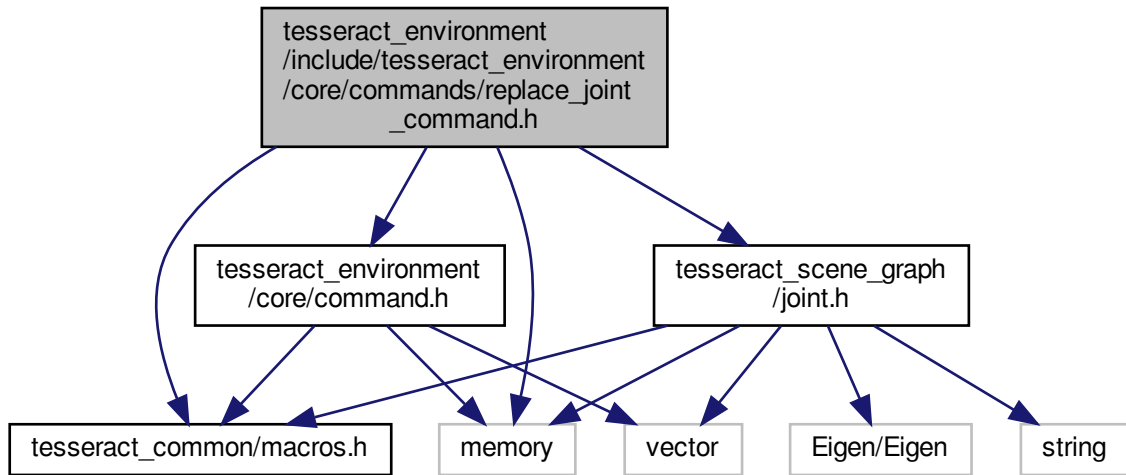 tesseract_environment
/include/tesseract_environment
/core/commands/replace_joint
_command.h
tesseract_environment
/core/command.h
tesseract_scene_graph
/joint.h
tesseract_common/macros.h
memory
vector
Eigen/Eigen
string